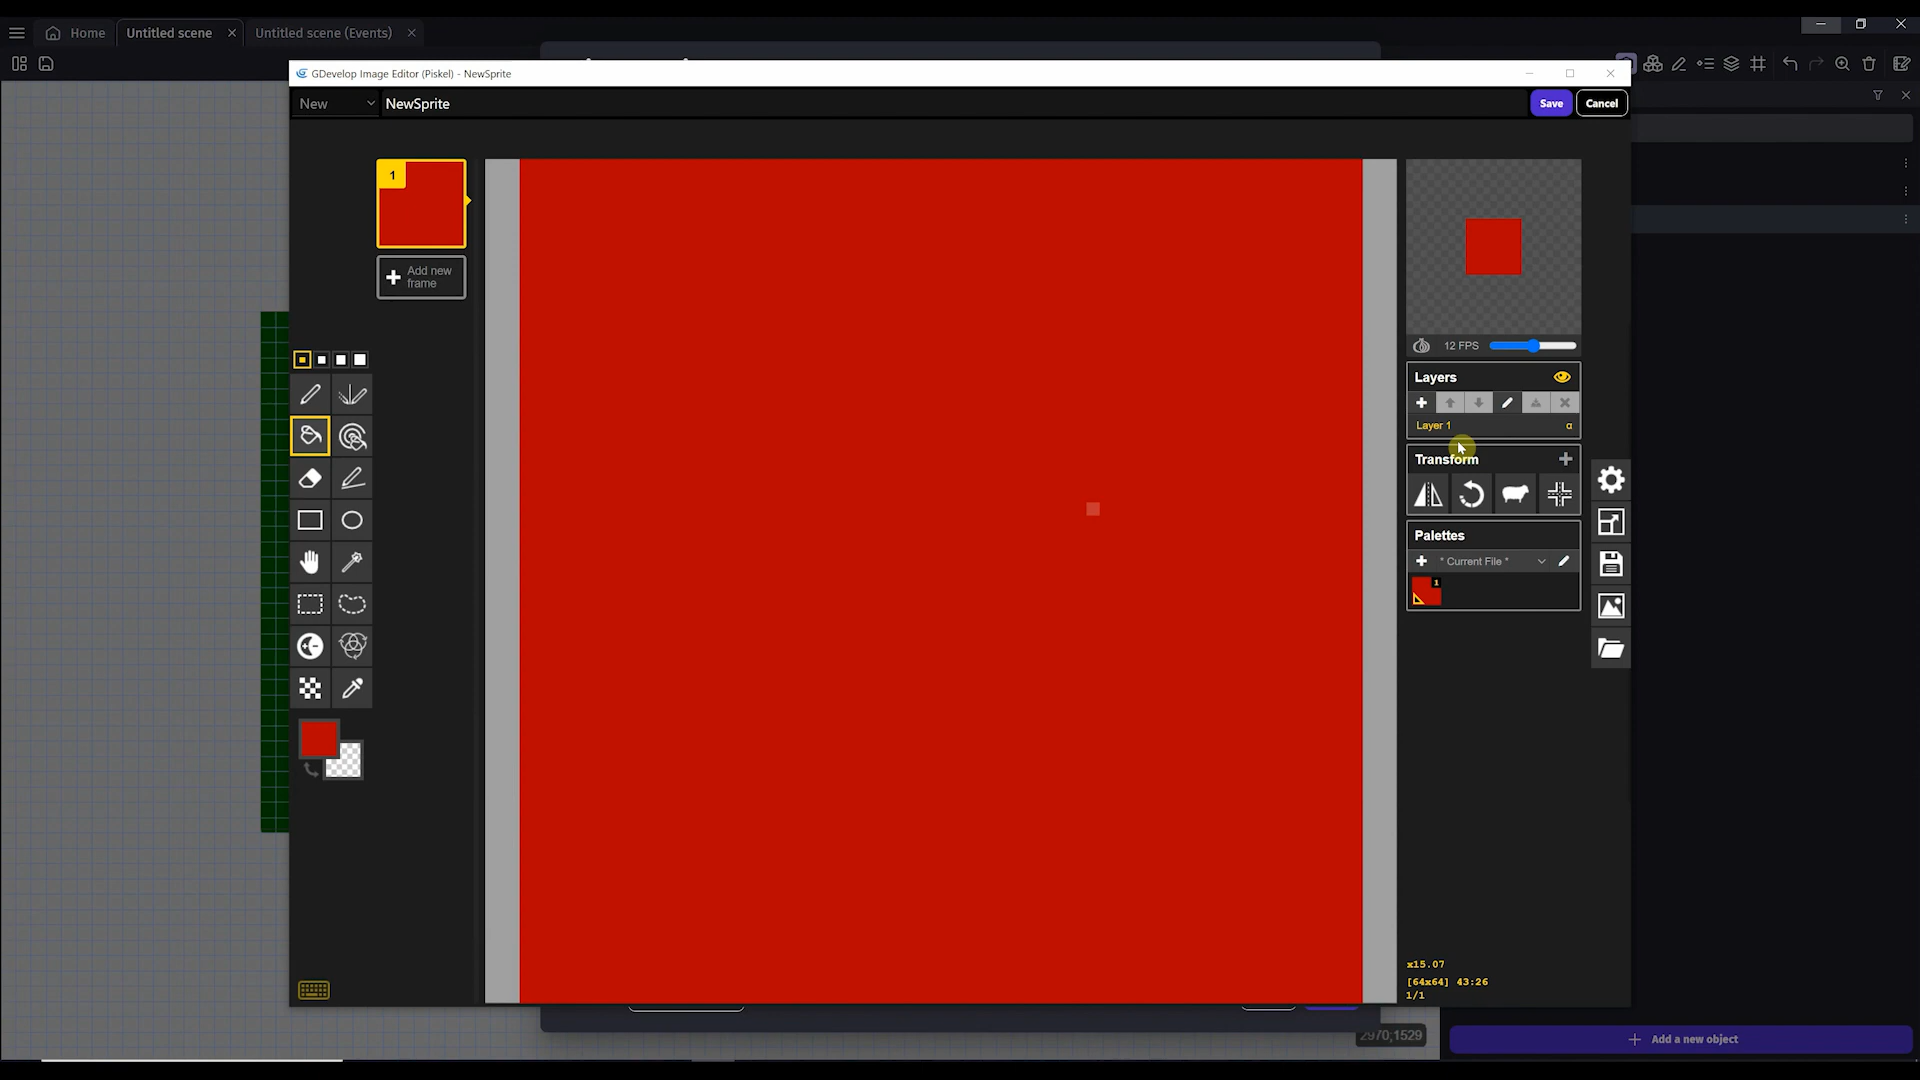 Home
Untitled scene
Untitled scene (Events)
GDevelop Image Editor (Piskel) - NewSprite
New
NewSprite
Save
Cancel
1
Add new
frame
12 FPS
Layers
Layer 1
α
Transform
Palettes
* Current File *
1
x15.07
[64x64] 43:26
1/1
2970;1529
Add a new object